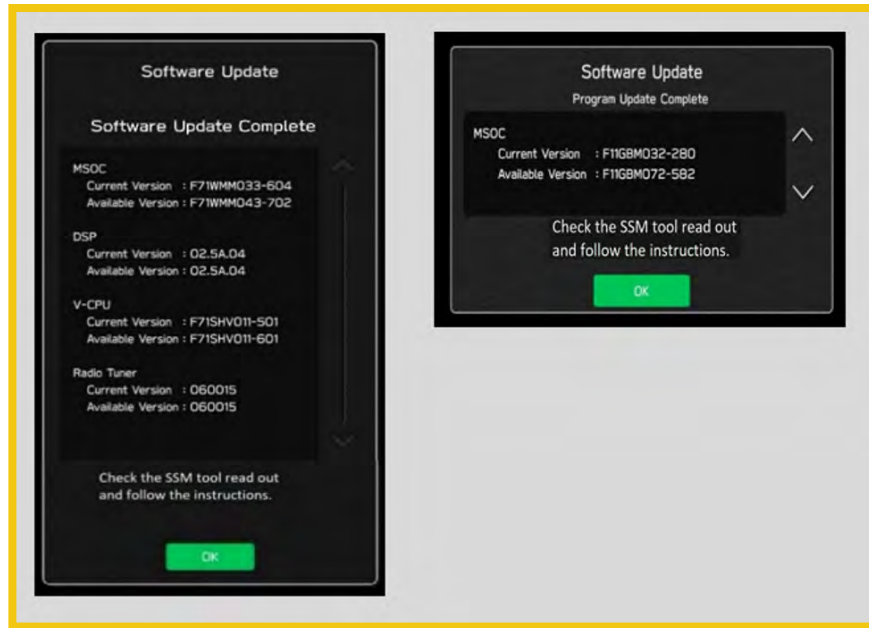 Software Update
Software Update Complete
MSOC
Current Version : F71WMM033-604
Available Version : F71WMM043-702
DSP
Current Version : 02.5A.04
Available Version : 02.5A.04
V-CPU
Current Version : F71SHV011-501
Available Version : F71SHV011-601
Radio Tuner
Current Version : 060015
Available Version : 060015
Check the SSM tool read out
and follow the instructions.
OK
Software Update
Program Update Complete
MSOC
Current Version : F11GBM032-280
Available Version : F11GBM072-582
Check the SSM tool read out
and follow the instructions.
OK